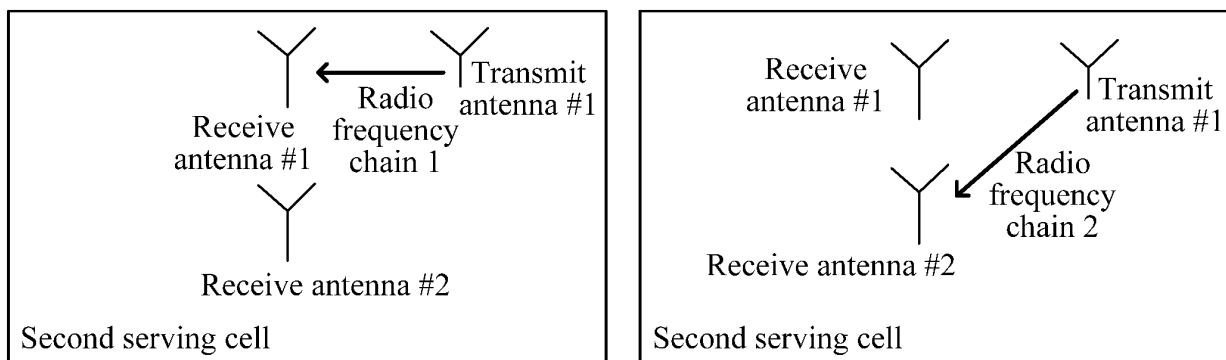 Receive
antenna #1
Radio
frequency
chain 1
Transmit
antenna #1
Receive antenna #2
Second serving cell
Receive
antenna #1
Transmit
antenna #1
Radio
frequency
chain 2
Receive antenna #2
Second serving cell